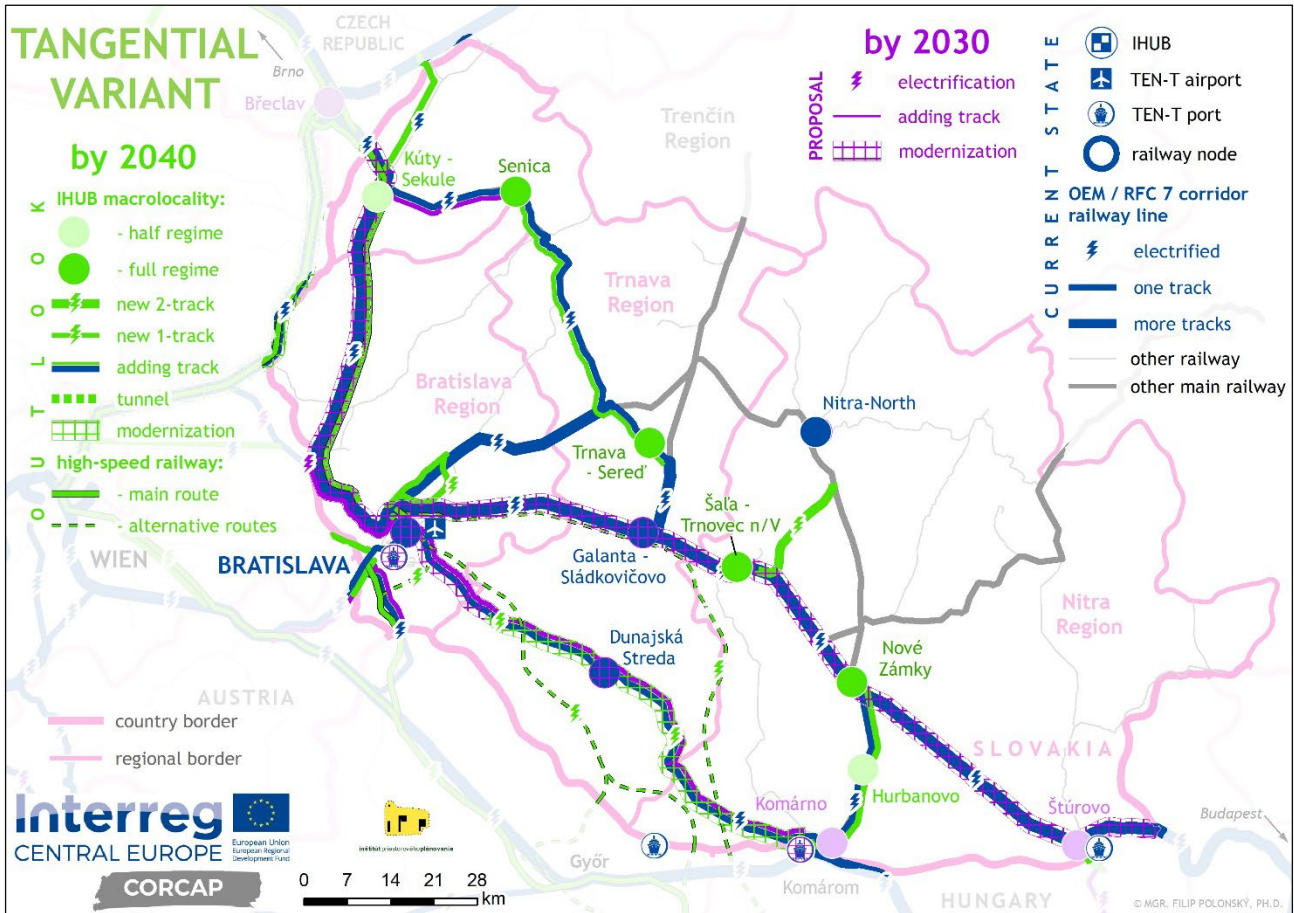 TANGENTIAL
VARIANT
by 2040
OUTLOOK
IHUB macrolocality:
- half regime
- full regime
new 2-track
new 1-track
adding track
tunnel
modernization
high-speed railway:
- main route
- alternative routes
by 2030
PROPOSAL
electrification
adding track
modernization
CURRENT STATE
IHUB
TEN-T airport
TEN-T port
railway node
OEM / RFC 7 corridor
railway line
electrified
one track
more tracks
other railway
other main railway
CZECH
REPUBLIC
Brno
Břeclav
Kúty -
Sekule
Senica
Trenčín
Region
Trnava
Region
Bratislava
Region
Nitra-North
Trnava
- Sereď
Šaľa -
Trnovec n/V
WIEN
BRATISLAVA
Galanta -
Sládkovičovo
Nitra
Region
Dunajská
Streda
Nové
Zámky
AUSTRIA
SLOVAKIA
country border
regional border
Komárno
Hurbanovo
Štúrovo
Budapest
Interreg
CENTRAL EUROPE
European Union
European Regional
Development Fund
inštitút priestorového plánovania
Győr
Komárom
HUNGARY
CORCAP
0 7 14 21 28
km
© MGR. FILIP POLONSKÝ, PH.D.